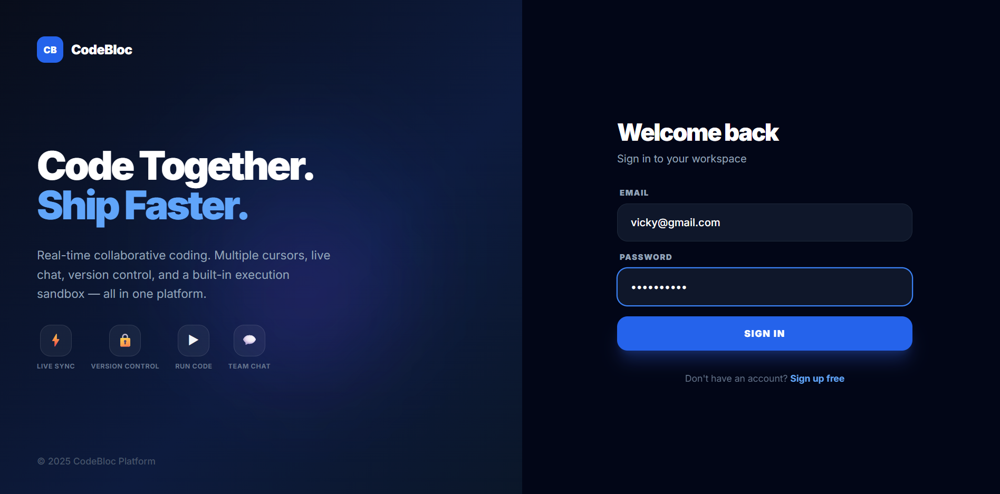 CB
CodeBloc
Code Together.
Ship Faster.
Real-time collaborative coding. Multiple cursors, live
chat, version control, and a built-in execution
sandbox — all in one platform.
LIVE SYNC
VERSION CONTROL
RUN CODE
TEAM CHAT
© 2025 CodeBloc Platform
Welcome back
Sign in to your workspace
EMAIL
vicky@gmail.com
PASSWORD
••••••••••
SIGN IN
Don't have an account? Sign up free